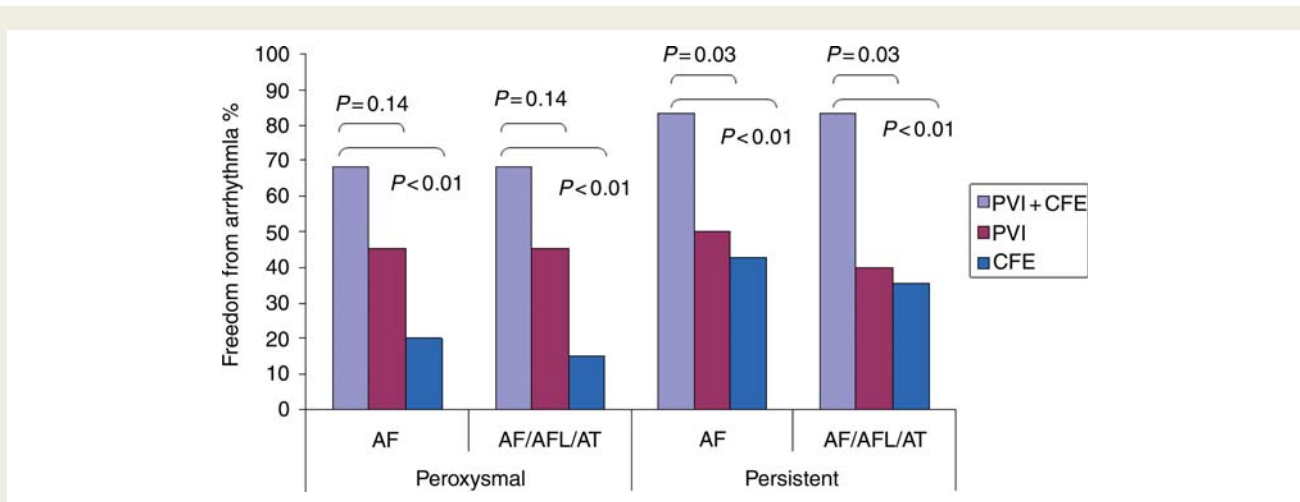 Freedom from arrhythmla %
100
90
80
70
60
50
40
30
20
10
0
P=0.14
P<0.01
P=0.14
P<0.01
P=0.03
P<0.01
P=0.03
P<0.01
AF
AF/AFL/AT
AF
AF/AFL/AT
Peroxysmal
Persistent
PVI+CFE
PVI
CFE